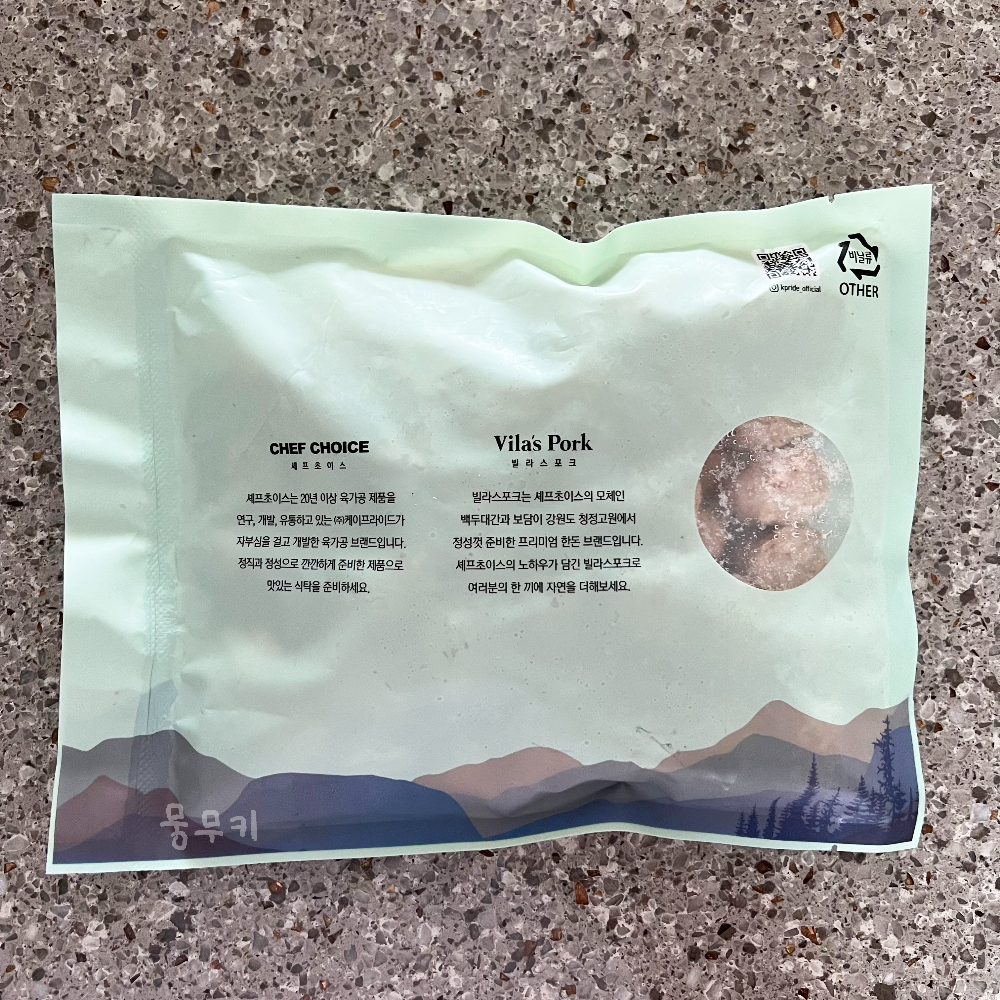 비닐류
OTHER
kpride_official
CHEF CHOICE
셰프초이스
셰프초이스는 20년 이상 육가공 제품을
연구, 개발, 유통하고 있는 ㈜케이프라이드가
자부심을 걸고 개발한 육가공 브랜드입니다.
정직과 정성으로 깐깐하게 준비한 제품으로
맛있는 식탁을 준비하세요.
Vila's Pork
빌라스포크
빌라스포크는 셰프초이스의 모체인
백두대간과 보담이 강원도 청정고원에서
정성껏 준비한 프리미엄 한돈 브랜드입니다.
셰프초이스의 노하우가 담긴 빌라스포크로
여러분의 한 끼에 자연을 더해보세요.
뭉무키